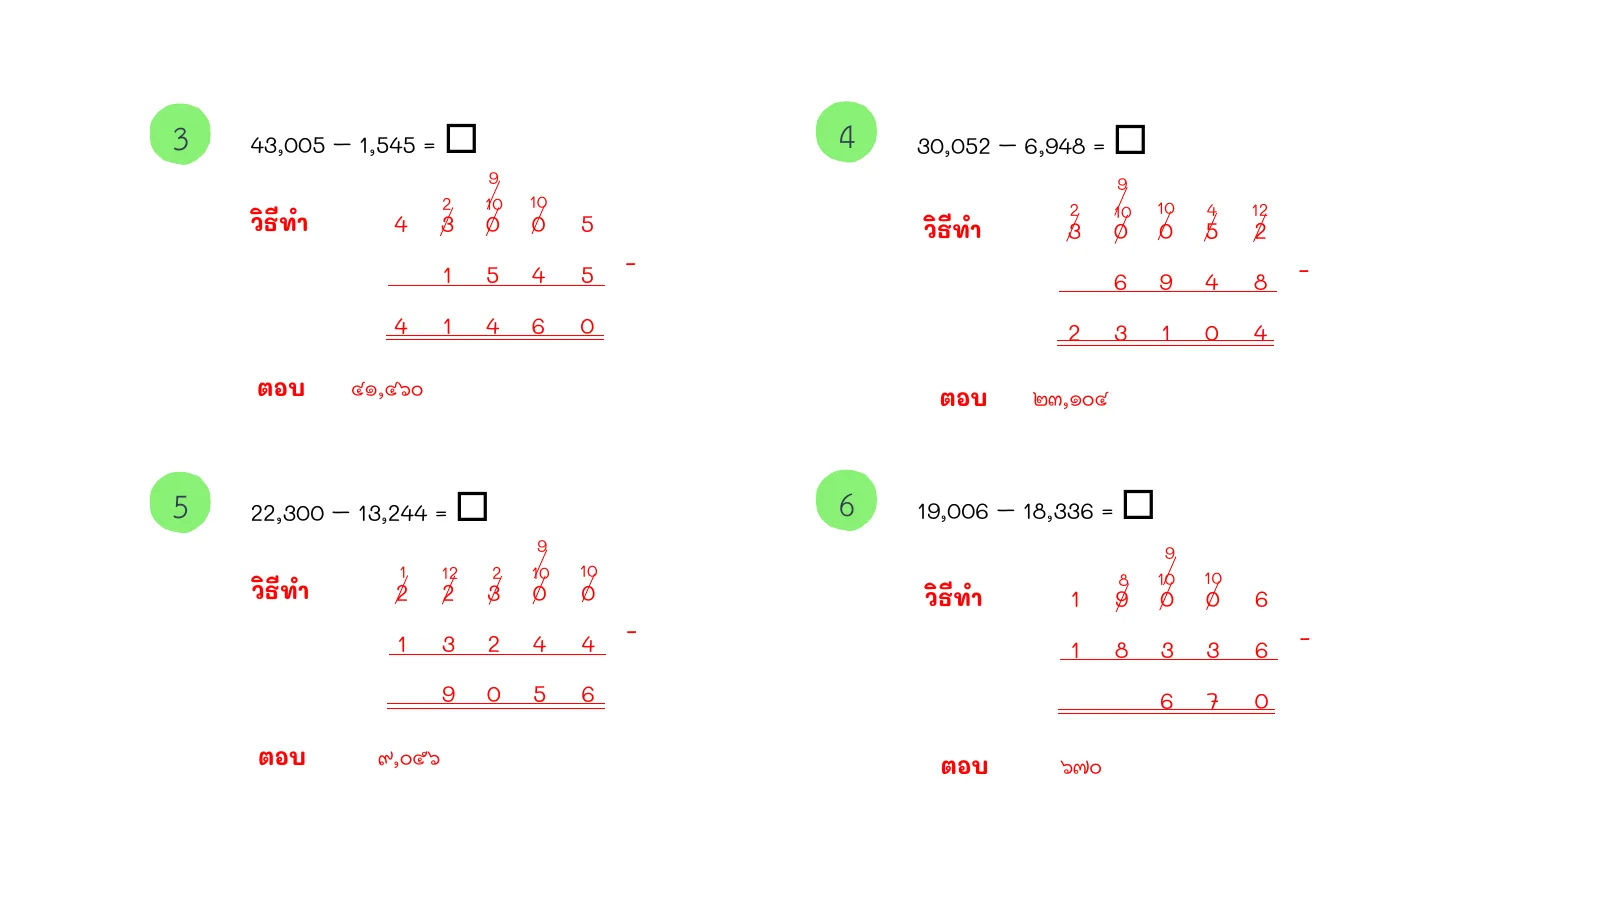 3
43,005 – 1,545 = □
9
2 10 10
วิธีทำ 4 3 0 0 5
1 5 4 5 -
4 1 4 6 0
ตอบ ๔๑,๔๖๐
4
30,052 – 6,948 = □
9
2 10 10 4 12
วิธีทำ 3 0 0 5 2
6 9 4 8 -
2 3 1 0 4
ตอบ ๒๓,๑๐๔
5
22,300 – 13,244 = □
9
1 12 2 10 10
วิธีทำ 2 2 3 0 0
1 3 2 4 4 -
9 0 5 6
ตอบ ๙,๐๕๖
6
19,006 – 18,336 = □
9
8 10 10
วิธีทำ 1 9 0 0 6
1 8 3 3 6 -
6 7 0
ตอบ ๖๗๐